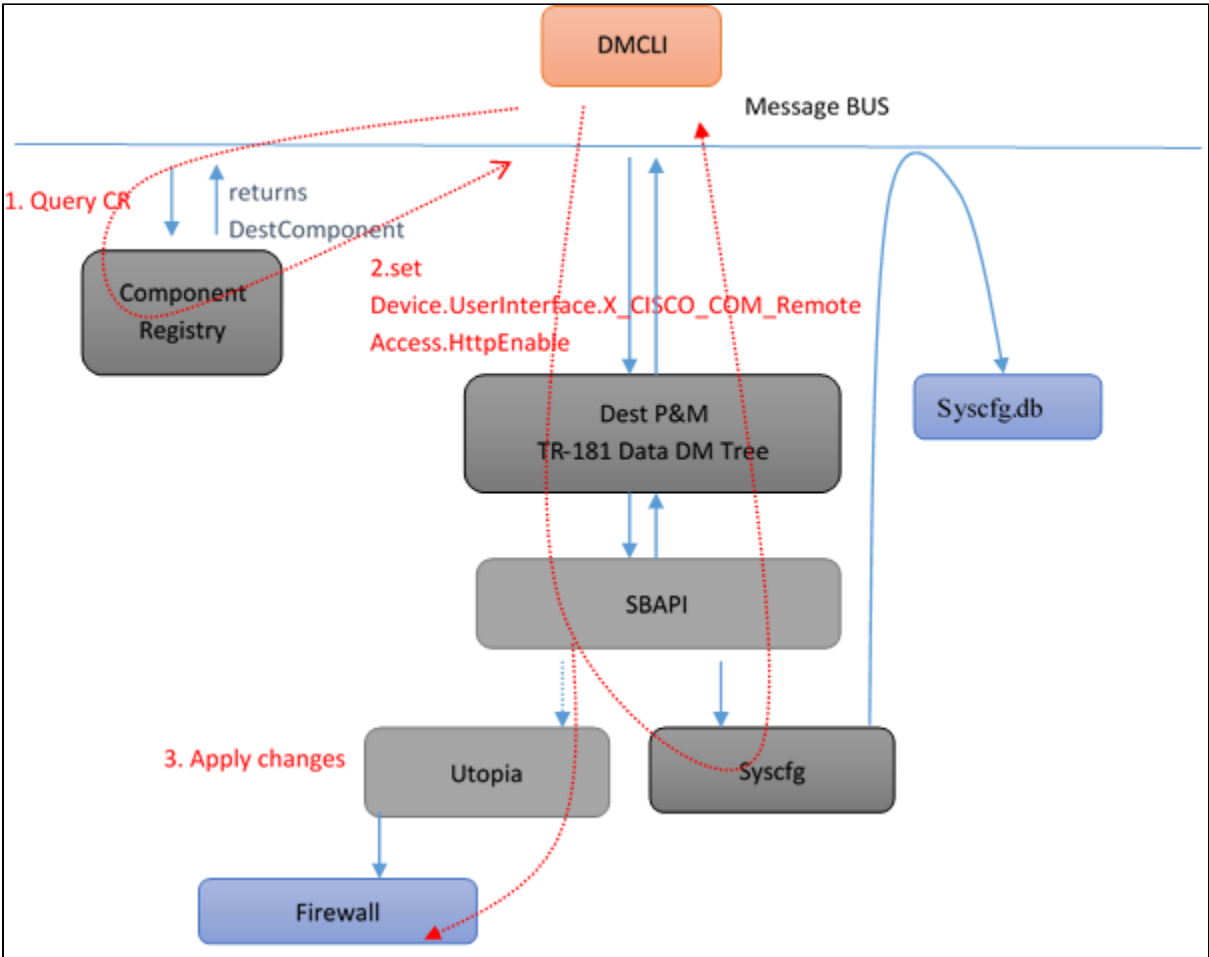 DMCLI
Message BUS
1. Query CR
returns
DestComponent
Component
Registry
2.set
Device.UserInterface.X_CISCO_COM_Remote
Access.HttpEnable
Dest P&M
TR-181 Data DM Tree
Syscfg.db
SBAPI
3. Apply changes
Utopia
Syscfg
Firewall